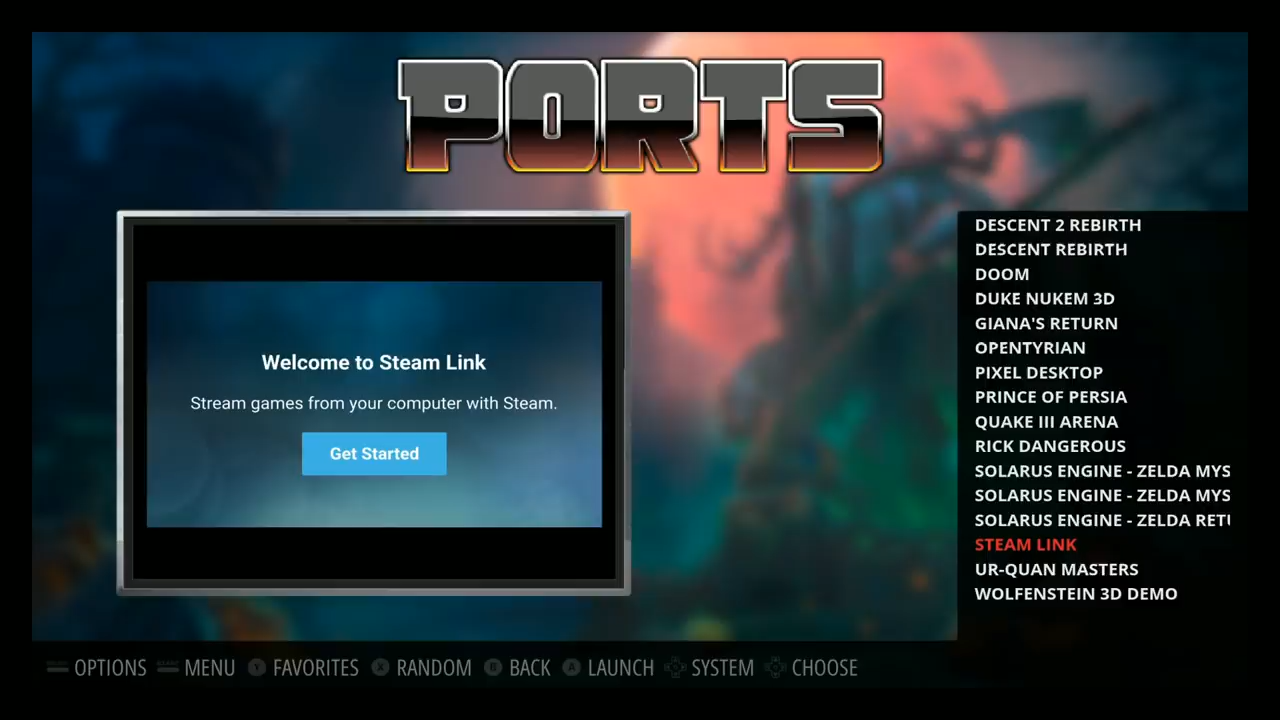 PORTS
Welcome to Steam Link
Stream games from your computer with Steam.
Get Started
DESCENT 2 REBIRTH
DESCENT REBIRTH
DOOM
DUKE NUKEM 3D
GIANA'S RETURN
OPENTYRIAN
PIXEL DESKTOP
PRINCE OF PERSIA
QUAKE III ARENA
RICK DANGEROUS
SOLARUS ENGINE - ZELDA MYS
SOLARUS ENGINE - ZELDA MYS
SOLARUS ENGINE - ZELDA RETU
STEAM LINK
UR-QUAN MASTERS
WOLFENSTEIN 3D DEMO
OPTIONS MENU Y FAVORITES X RANDOM B BACK A LAUNCH SYSTEM CHOOSE